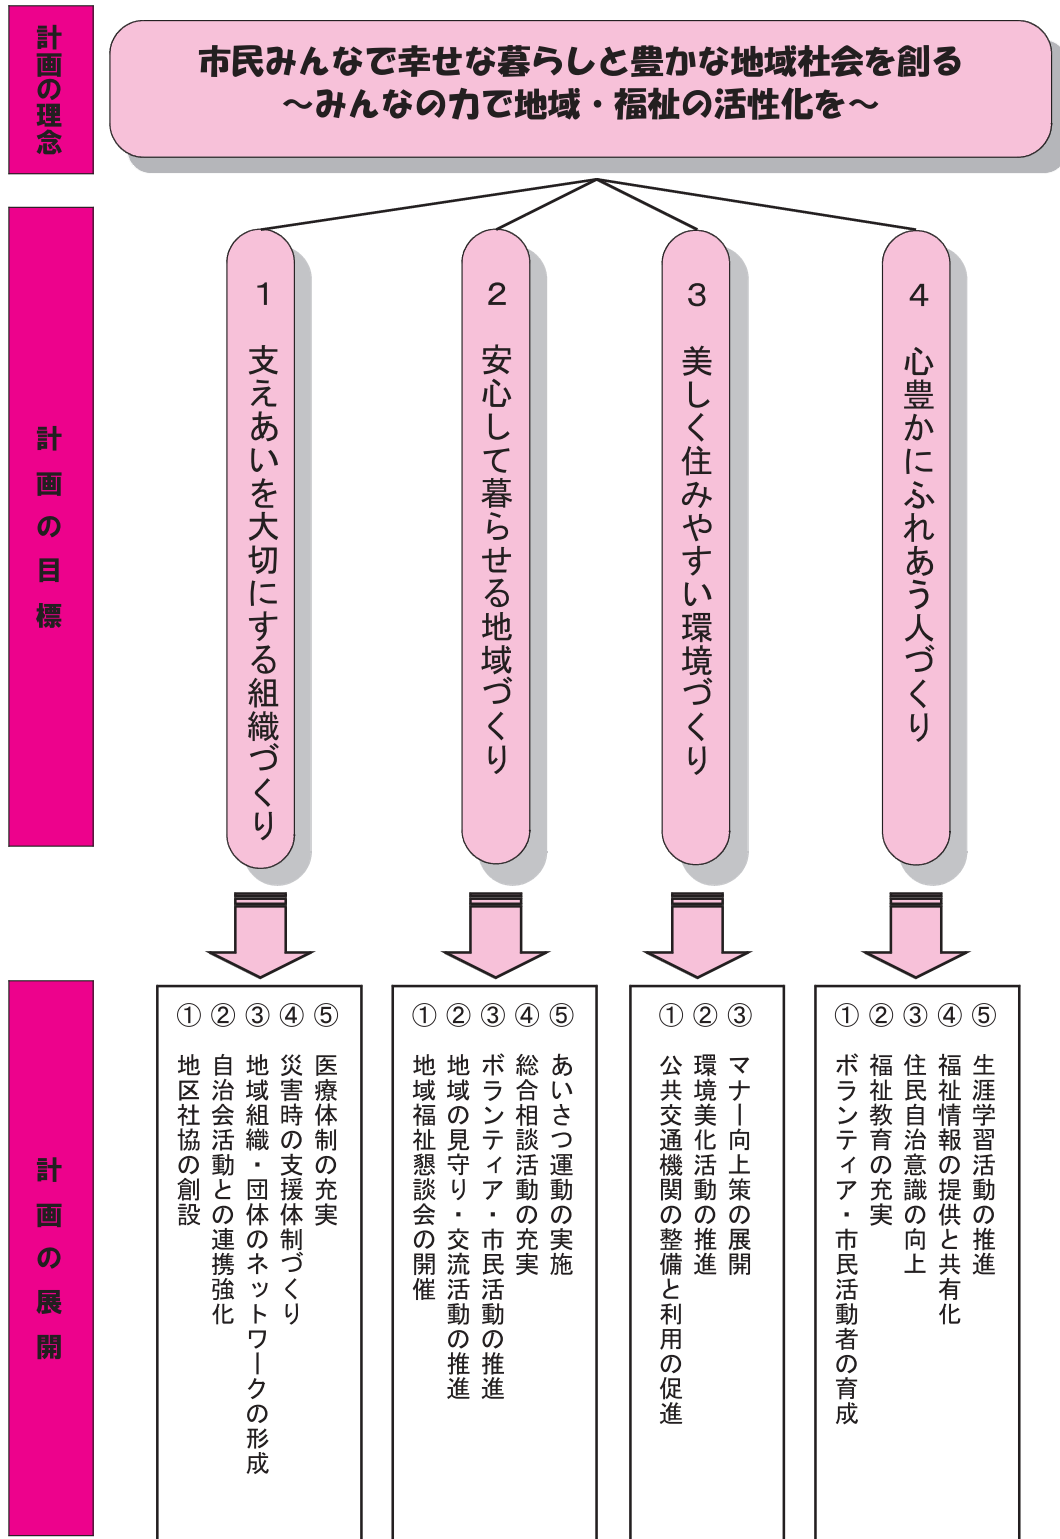 計画の理念
市民みんなで幸せな暮らしと豊かな地域社会を創る
～みんなの力で地域・福祉の活性化を～
計画の目標
1 支えあいを大切にする組織づくり
2 安心して暮らせる地域づくり
3 美しく住みやすい環境づくり
4 心豊かにふれあう人づくり
計画の展開
① 地区社協の創設
② 自治会活動との連携強化
③ 地域組織・団体のネットワークの形成
④ 災害時の支援体制づくり
⑤ 医療体制の充実
① 地域福祉懇談会の開催
② 地域の見守り・交流活動の推進
③ ボランティア・市民活動の推進
④ 総合相談活動の充実
⑤ あいさつ運動の実施
① 公共交通機関の整備と利用の促進
② 環境美化活動の推進
③ マナー向上策の展開
① ボランティア・市民活動者の育成
② 福祉教育の充実
③ 住民自治意識の向上
④ 福祉情報の提供と共有化
⑤ 生涯学習活動の推進